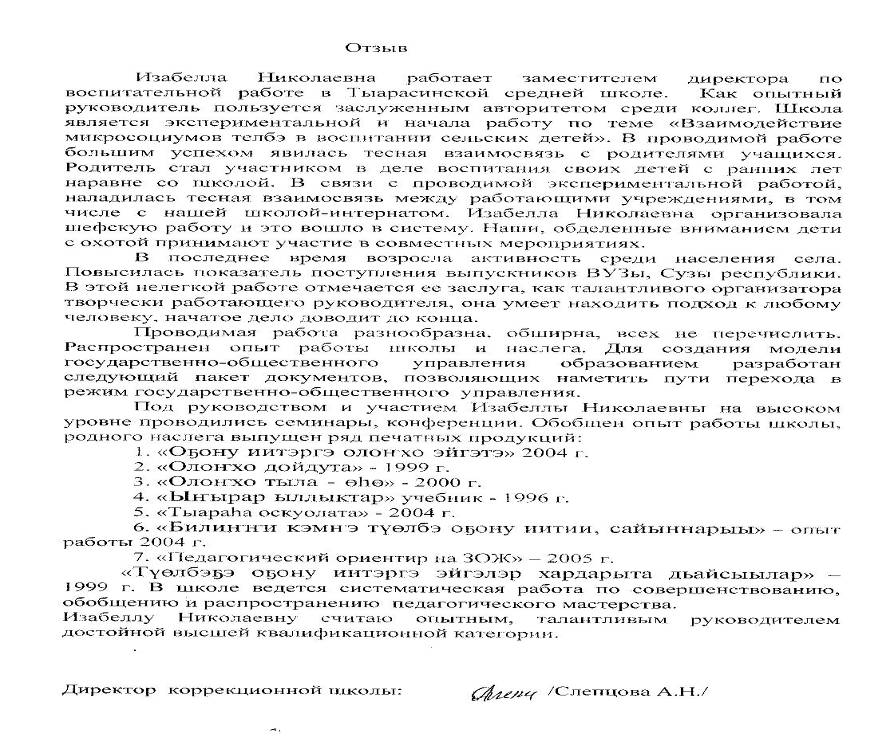 Отзыв
Изабелла Николаевна работает заместителем директора по
воспитательной работе в Тыарасинской средней школе. Как опытный
руководитель пользуется заслуженным авторитетом среди коллег. Школа
является экспериментальной и начала работу по теме «Взаимодействие
микросоциумов телбэ в воспитании сельских детей». В проводимой работе
большим успехом явилась тесная взаимосвязь с родителями учащихся.
Родитель стал участником в деле воспитания своих детей с ранних лет
наравне со школой. В связи с проводимой экспериментальной работой,
наладилась тесная взаимосвязь между работающими учреждениями, в том
числе с нашей школой-интернатом. Изабелла Николаевна организовала
шефскую работу и это вошло в систему. Наши, обделенные вниманием дети
с охотой принимают участие в совместных мероприятиях.
В последнее время возросла активность среди населения села.
Повысилась показатель поступления выпускников ВУЗы, Сузы республики.
В этой нелегкой работе отмечается ее заслуга, как талантливого организатора
творчески работающего руководителя, она умеет находить подход к любому
человеку, начатое дело доводит до конца.
Проводимая работа разнообразна, обширна, всех не перечислить.
Распространен опыт работы школы и наслега. Для создания модели
государственно-общественного управления образованием разработан
следующий пакет документов, позволяющих наметить пути перехода в
режим государственно-общественного управления.
Под руководством и участием Изабеллы Николаевны на высоком
уровне проводились семинары, конференции. Обобщен опыт работы школы,
родного наслега выпущен ряд печатных продукций:
1. «Оҕону иитэргэ олоҥхо эйгэтэ» 2004 г.
2. «Олоҥхо дойдута» - 1999 г.
3. «Олоҥхо тыла – өһө» - 2000 г.
4. «Ыҥырар ыллыктар» учебник - 1996 г.
5. «Тыараһа оскуолата» - 2004 г.
6. «Билиҥҥи кэмҥэ түөлбэ оҕону иитии, сайыннарыы» – опыт
работы 2004 г.
7. «Педагогический ориентир на ЗОЖ» – 2005 г.
«Түөлбэҕэ оҕону иитэргэ эйгэлэр хардарыта дьайсыылар» –
1999 г. В школе ведется систематическая работа по совершенствованию,
обобщению и распространению педагогического мастерства.
Изабеллу Николаевну считаю опытным, талантливым руководителем
достойной высшей квалификационной категории.
Директор коррекционной школы: /Слепцова А.Н./